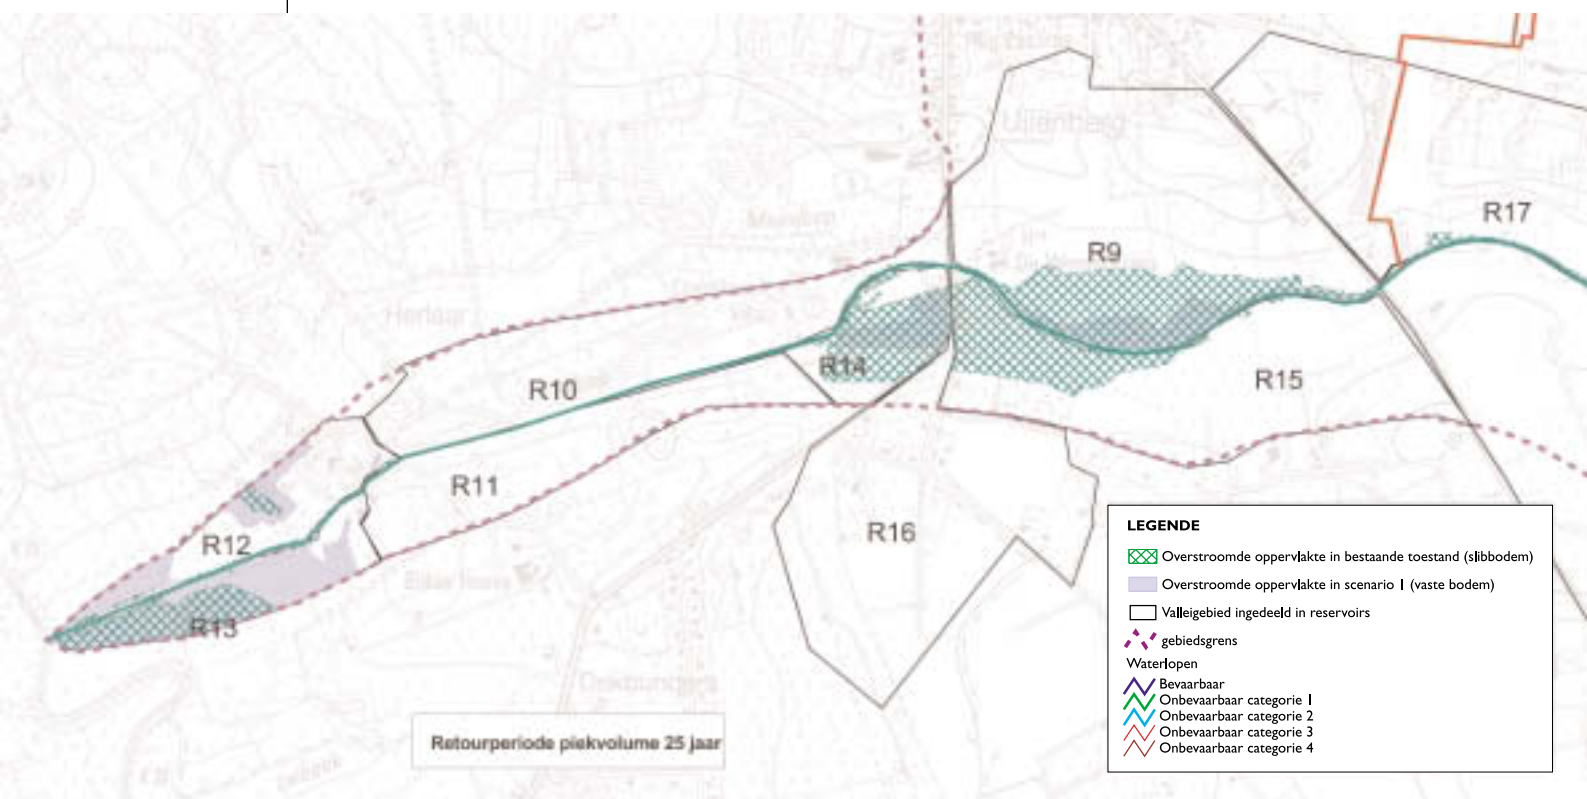 Uilenberg
R17
R9
Herlaar
R14
R10
R15
R11
R16
R12
R13
LEGENDE
Overstroomde oppervlakte in bestaande toestand (slibbodem)
Overstroomde oppervlakte in scenario 1 (vaste bodem)
Valleigebied ingedeeld in reservoirs
gebiedsgrens
Waterlopen
Bevaarbaar
Onbevaarbaar categorie 1
Onbevaarbaar categorie 2
Onbevaarbaar categorie 3
Onbevaarbaar categorie 4
Retourperiode piekvolume 25 jaar